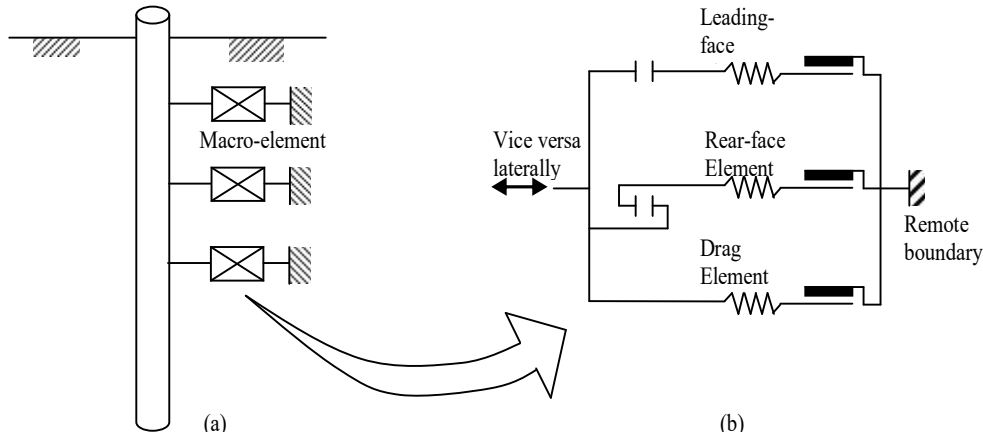 Macro-element
(a)
Leading-
face
Vice versa
laterally
Rear-face
Element
Remote
boundary
Drag
Element
(b)